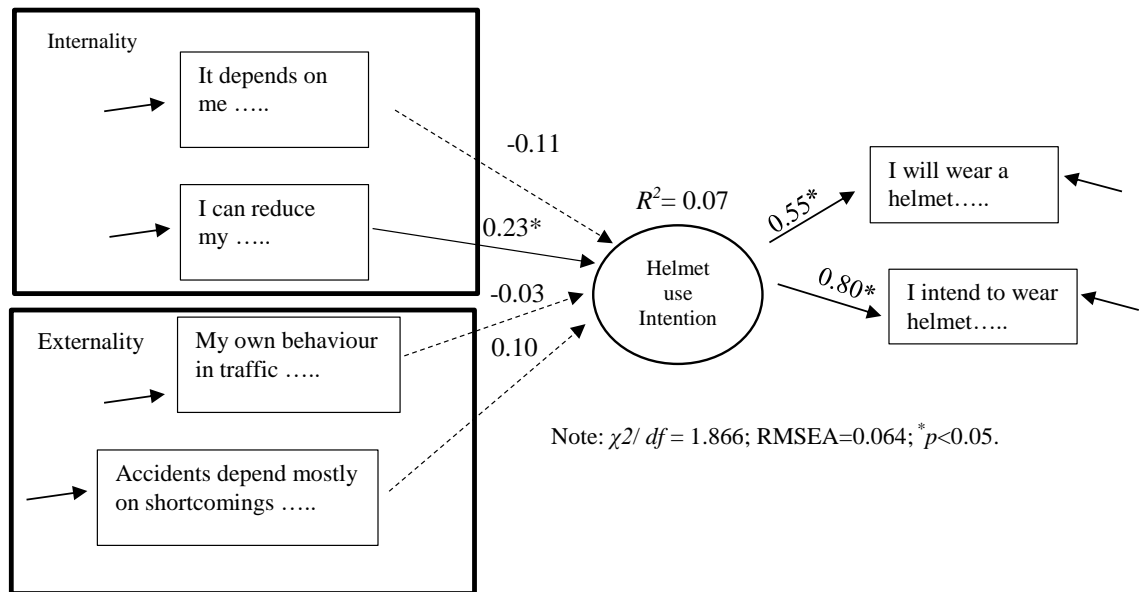 Internality
It depends on
me …..
-0.11
I can reduce
my …..
0.23*
R²= 0.07
Helmet
use
Intention
0.55*
I will wear a
helmet…..
0.80*
I intend to wear
helmet…..
Externality
My own behaviour
in traffic …..
-0.03
0.10
Accidents depend mostly
on shortcomings …..
Note: χ2/ df = 1.866; RMSEA=0.064; *p<0.05.